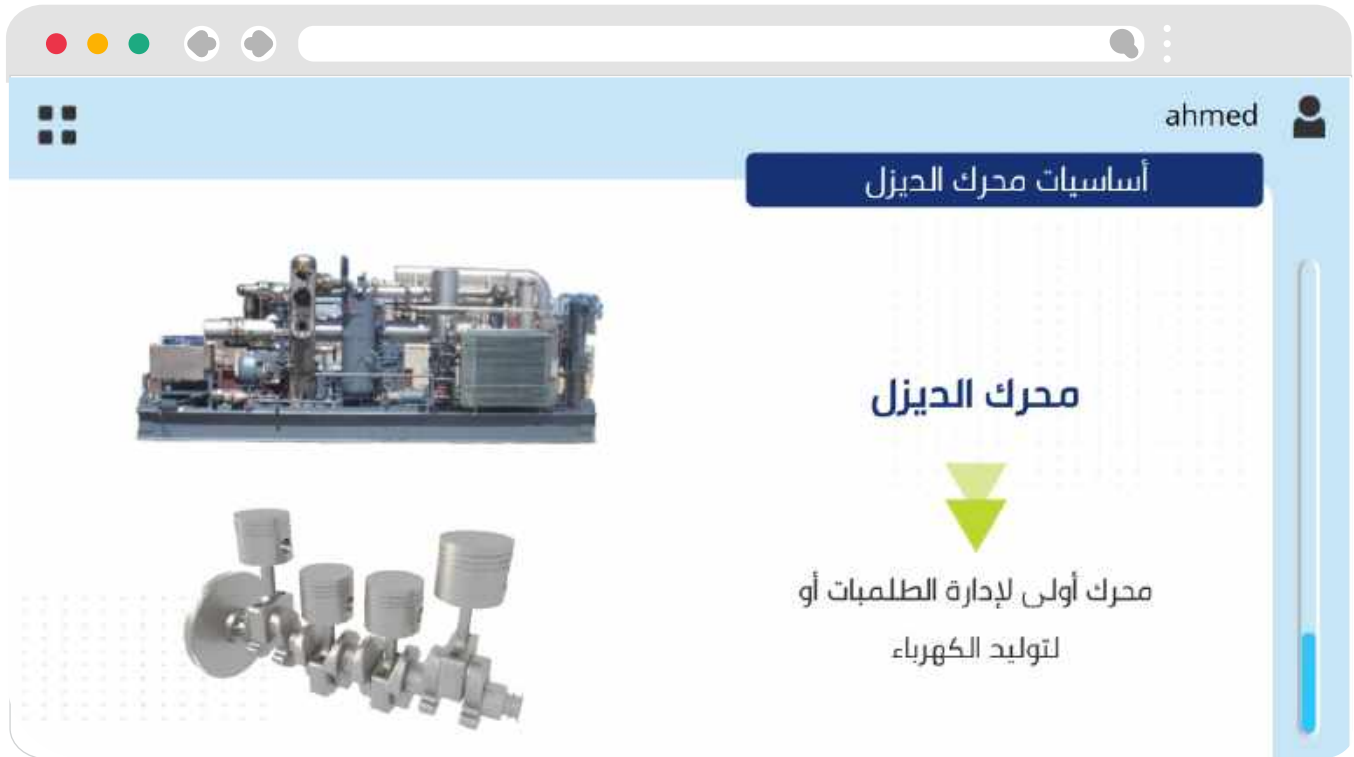 ahmed
أساسيات محرك الديزل
محرك الديزل
محرك أولى لإدارة الطلمبات أو
لتوليد الكهرباء